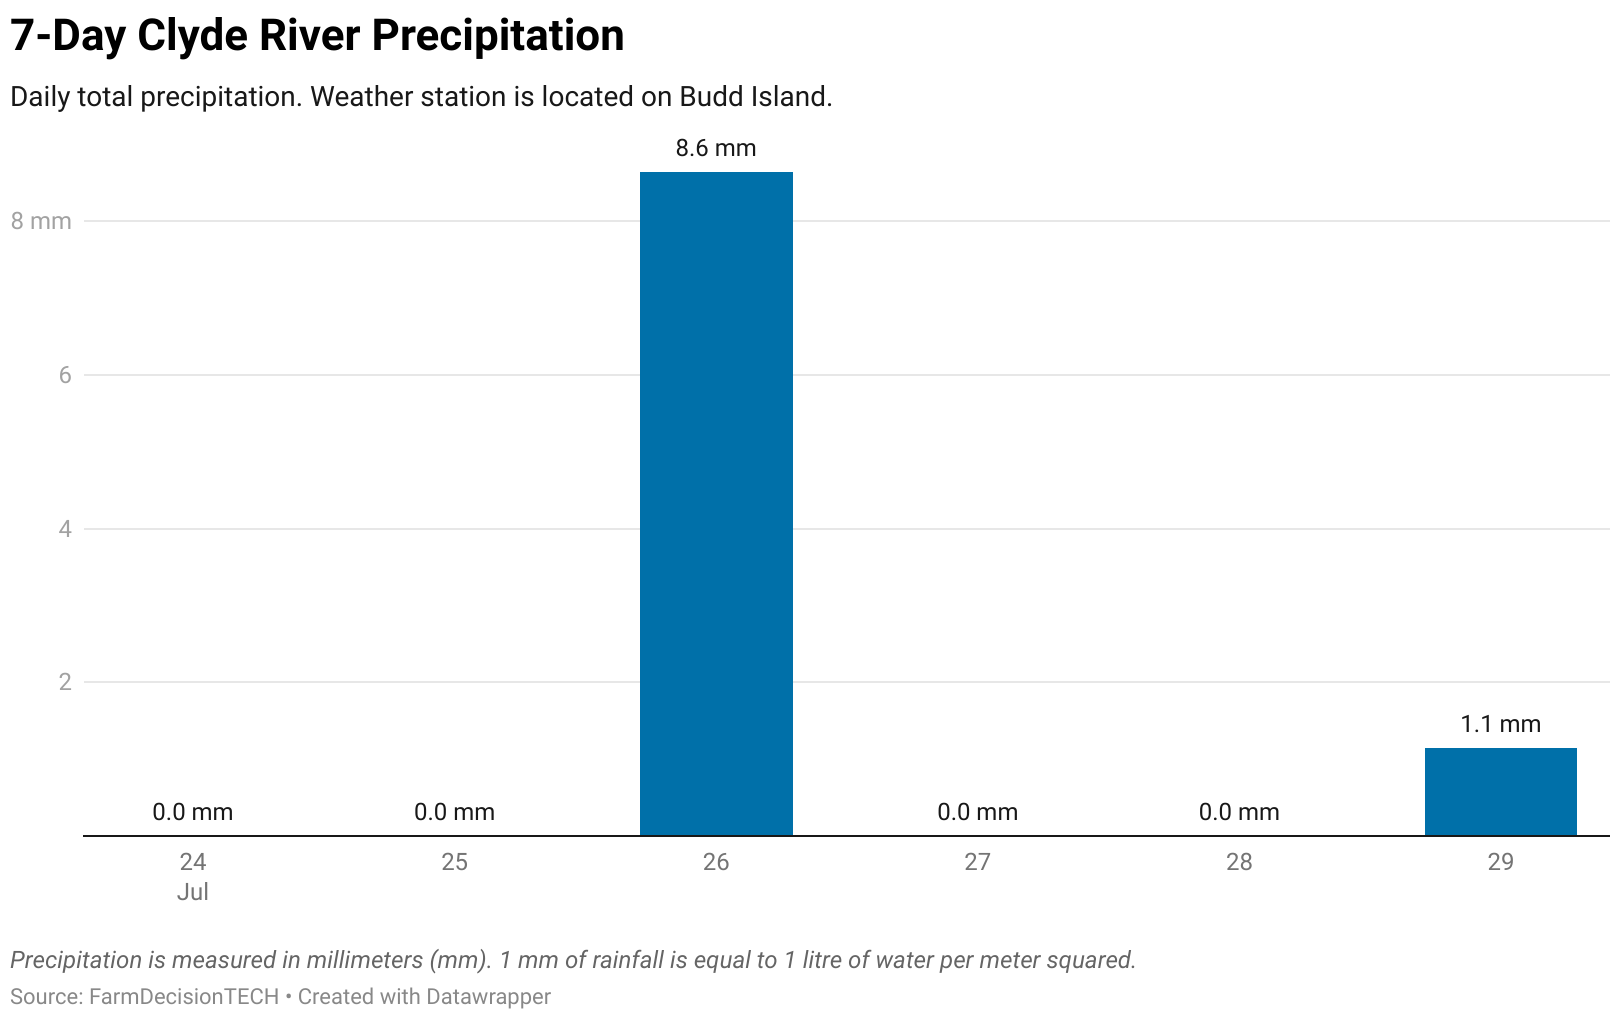 7-Day Clyde River Precipitation
Daily total precipitation. Weather station is located on Budd Island.
8.6 mm
8 mm
6
4
2
1.1 mm
0.0 mm 0.0 mm 0.0 mm 0.0 mm
24 25 26 27 28 29
Jul
Precipitation is measured in millimeters (mm). 1 mm of rainfall is equal to 1 litre of water per meter squared.
Source: FarmDecisionTECH • Created with Datawrapper